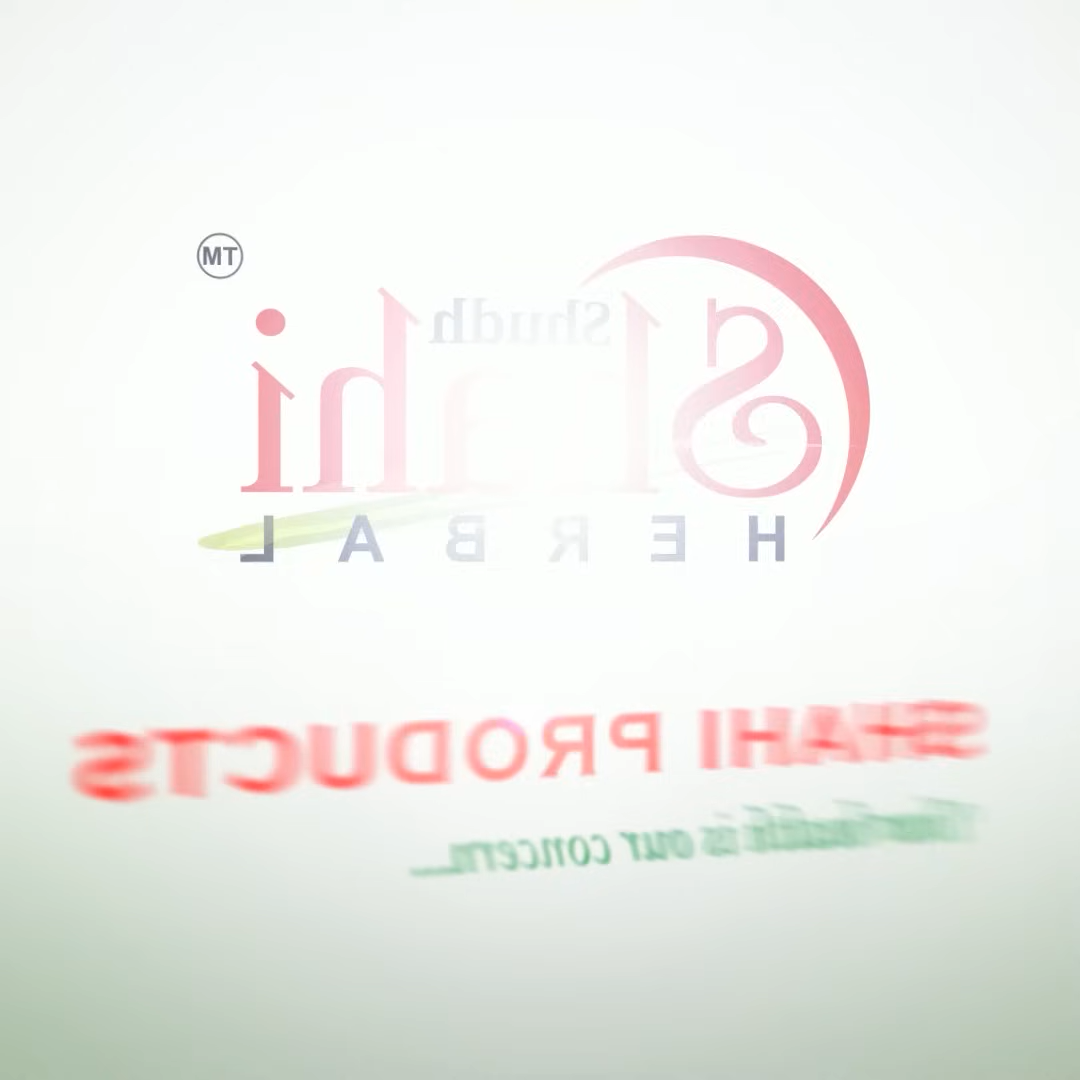 TM
Shudh
Shahi
HERBAL
SHAHI PRODUCTS
is our concern...